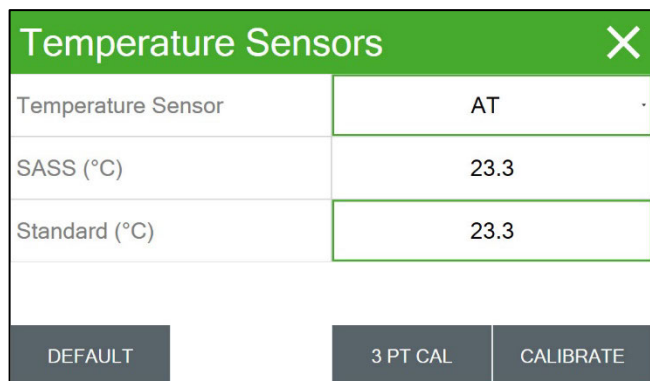 Temperature Sensors
Temperature Sensor AT
SASS (°C) 23.3
Standard (°C) 23.3
DEFAULT 3 PT CAL CALIBRATE